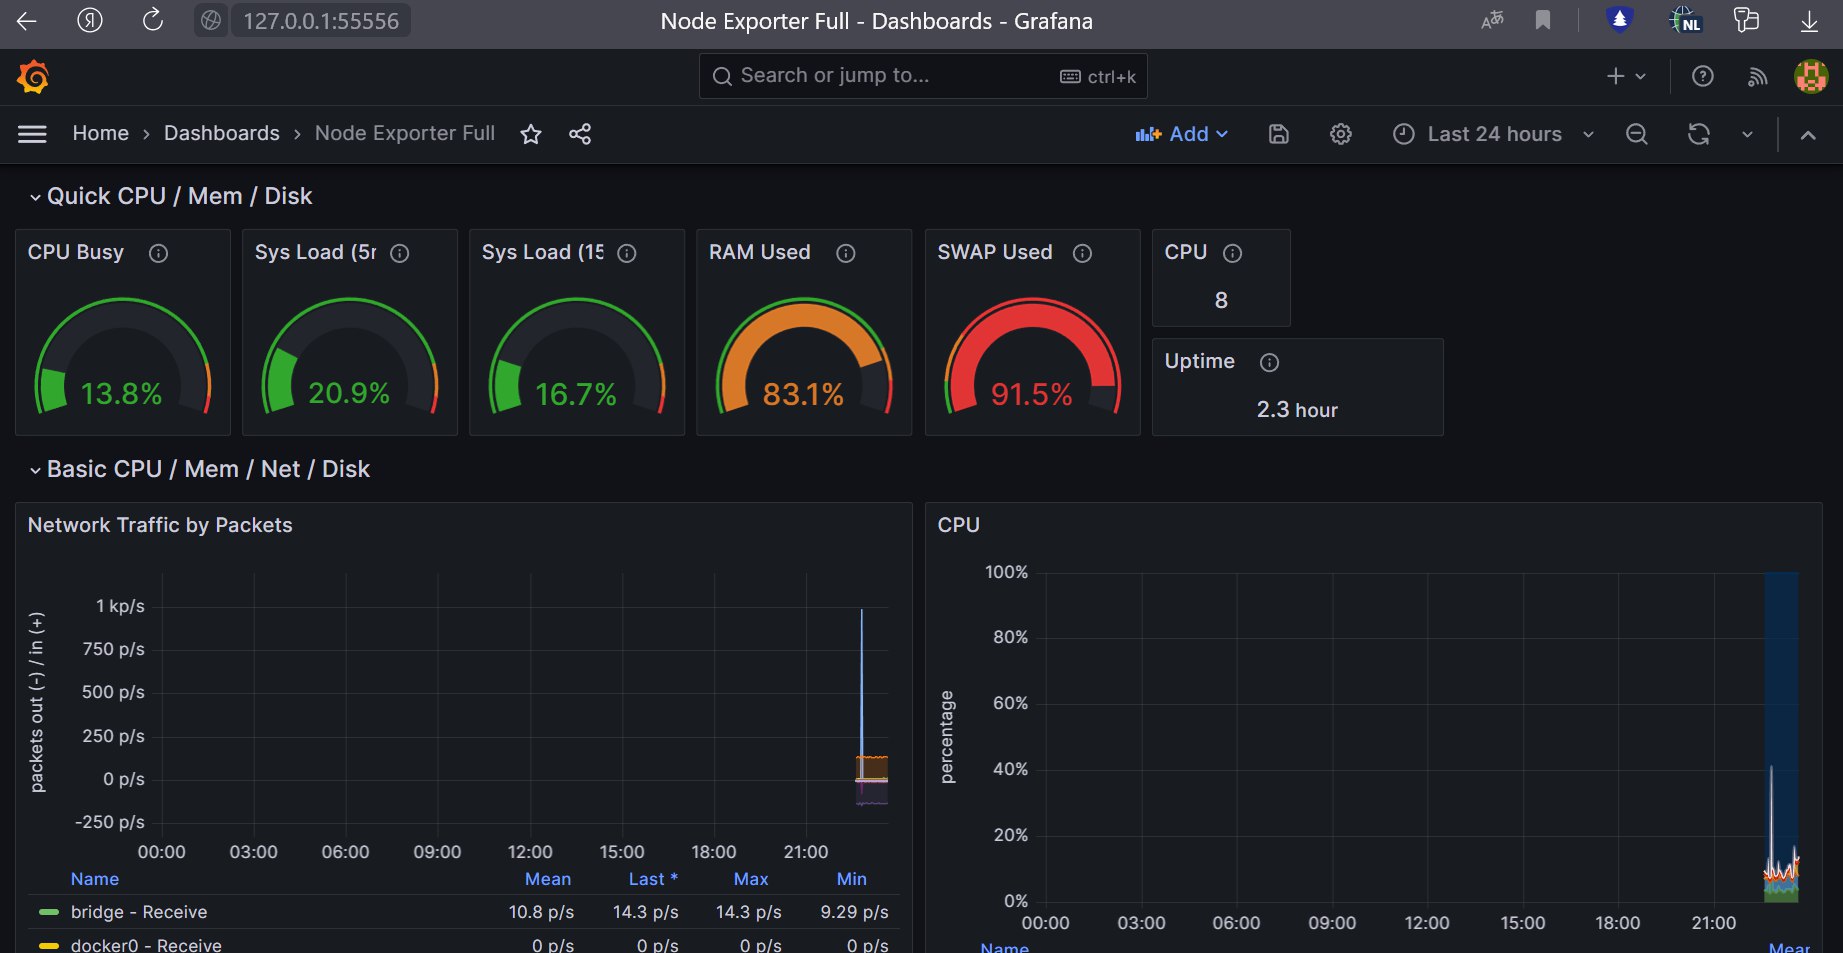 127.0.0.1:55556 Node Exporter Full - Dashboards - Grafana NL
Search or jump to... ctrl+k
Home › Dashboards › Node Exporter Full Add Last 24 hours
Quick CPU / Mem / Disk
CPU Busy
13.8%
Sys Load (5r
20.9%
Sys Load (15
16.7%
RAM Used
83.1%
SWAP Used
91.5%
CPU
8
Uptime
2.3 hour
Basic CPU / Mem / Net / Disk
Network Traffic by Packets
packets out (-) / in (+)
1 kp/s
750 p/s
500 p/s
250 p/s
0 p/s
-250 p/s
00:00 03:00 06:00 09:00 12:00 15:00 18:00 21:00
Name Mean Last * Max Min
bridge - Receive 10.8 p/s 14.3 p/s 14.3 p/s 9.29 p/s
docker0 - Receive 0 p/s 0 p/s 0 p/s 0 p/s
CPU
percentage
100%
80%
60%
40%
20%
0%
00:00 03:00 06:00 09:00 12:00 15:00 18:00 21:00
Name Mear